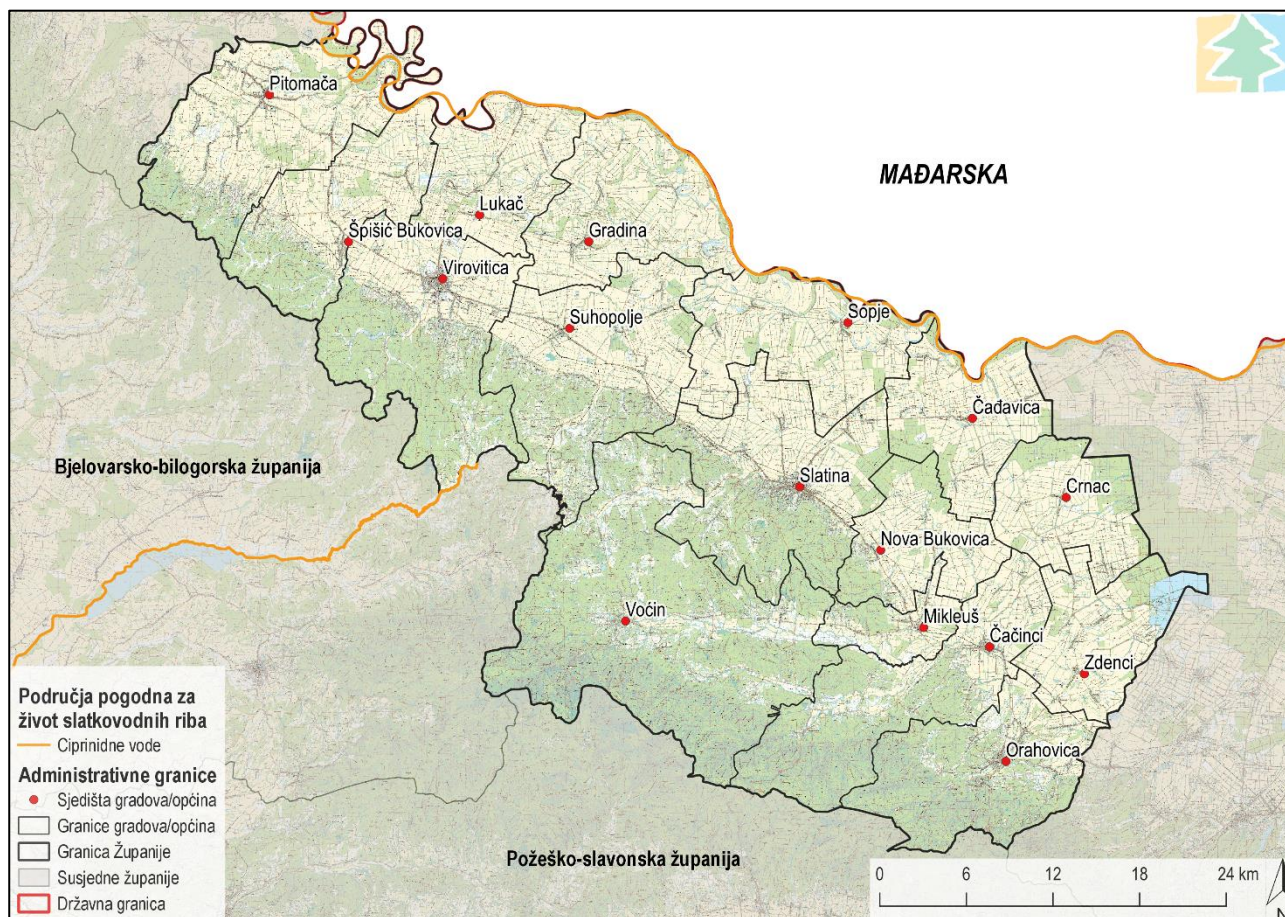 Pitomača
MAĐARSKA
Lukač
Špišić Bukovica
Gradina
Virovitica
Suhopolje
Sopje
Čađavica
Bjelovarsko-bilogorska županija
Slatina
Crnac
Nova Bukovica
Voćin
Mikleuš
Čačinci
Zdenci
Orahovica
Požeško-slavonska županija
Područja pogodna za
život slatkovodnih riba
Ciprinidne vode
Administrativne granice
Sjedišta gradova/općina
Granice gradova/općina
Granica Županije
Susjedne županije
Državna granica
0 6 12 18 24 km
N